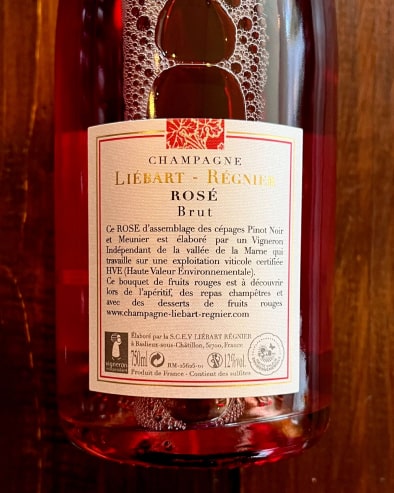 CHAMPAGNE
LIÉBART - RÉGNIER
ROSÉ
Brut
Ce ROSE d'assemblage des cépages Pinot Noir
et Meunier est élaboré par un Vigneron
Indépendant de la vallée de la Marne qui
travaille sur une exploitation viticole certifiée
HVE (Haute Valeur Environnementale).
Ce bouquet de fruits rouges est à découvrir
lors de l'apéritif, des repas champêtres et
avec des desserts de fruits rouges
www.champagne-liebart-regnier.com
Élaboré par la S.C.E.V LIÉBART RÉGNIER
à Baslieux-sous-Châtillon, 51700, France
750ml 12%vol
Produit de France - Contient des sulfites